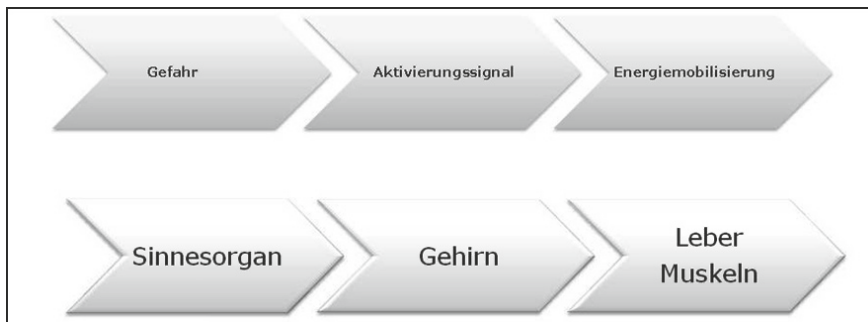 Gefahr
Aktivierungssignal
Energiemobilisierung
Sinnesorgan
Gehirn
Leber
Muskeln